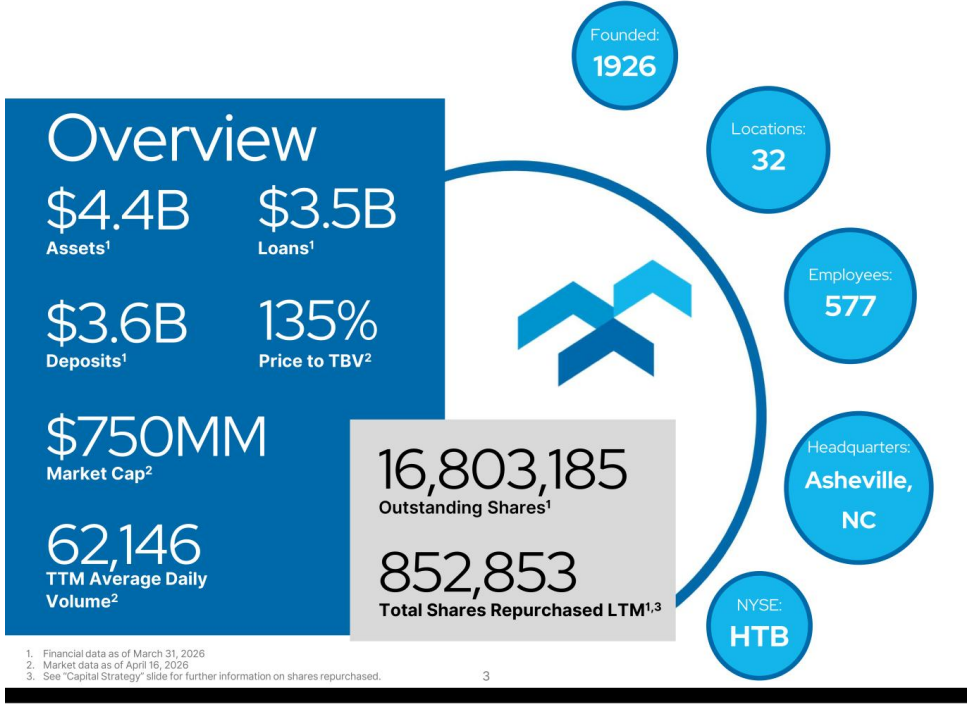 Overview
$4.4B
Assets¹
$3.5B
Loans¹
$3.6B
Deposits¹
135%
Price to TBV²
$750MM
Market Cap²
62,146
TTM Average Daily
Volume²
16,803,185
Outstanding Shares¹
852,853
Total Shares Repurchased LTM¹,³
Founded:
1926
Locations:
32
Employees:
577
Headquarters:
Asheville,
NC
NYSE:
HTB
1. Financial data as of March 31, 2026
2. Market data as of April 16, 2026
3. See "Capital Strategy" slide for further information on shares repurchased.
3